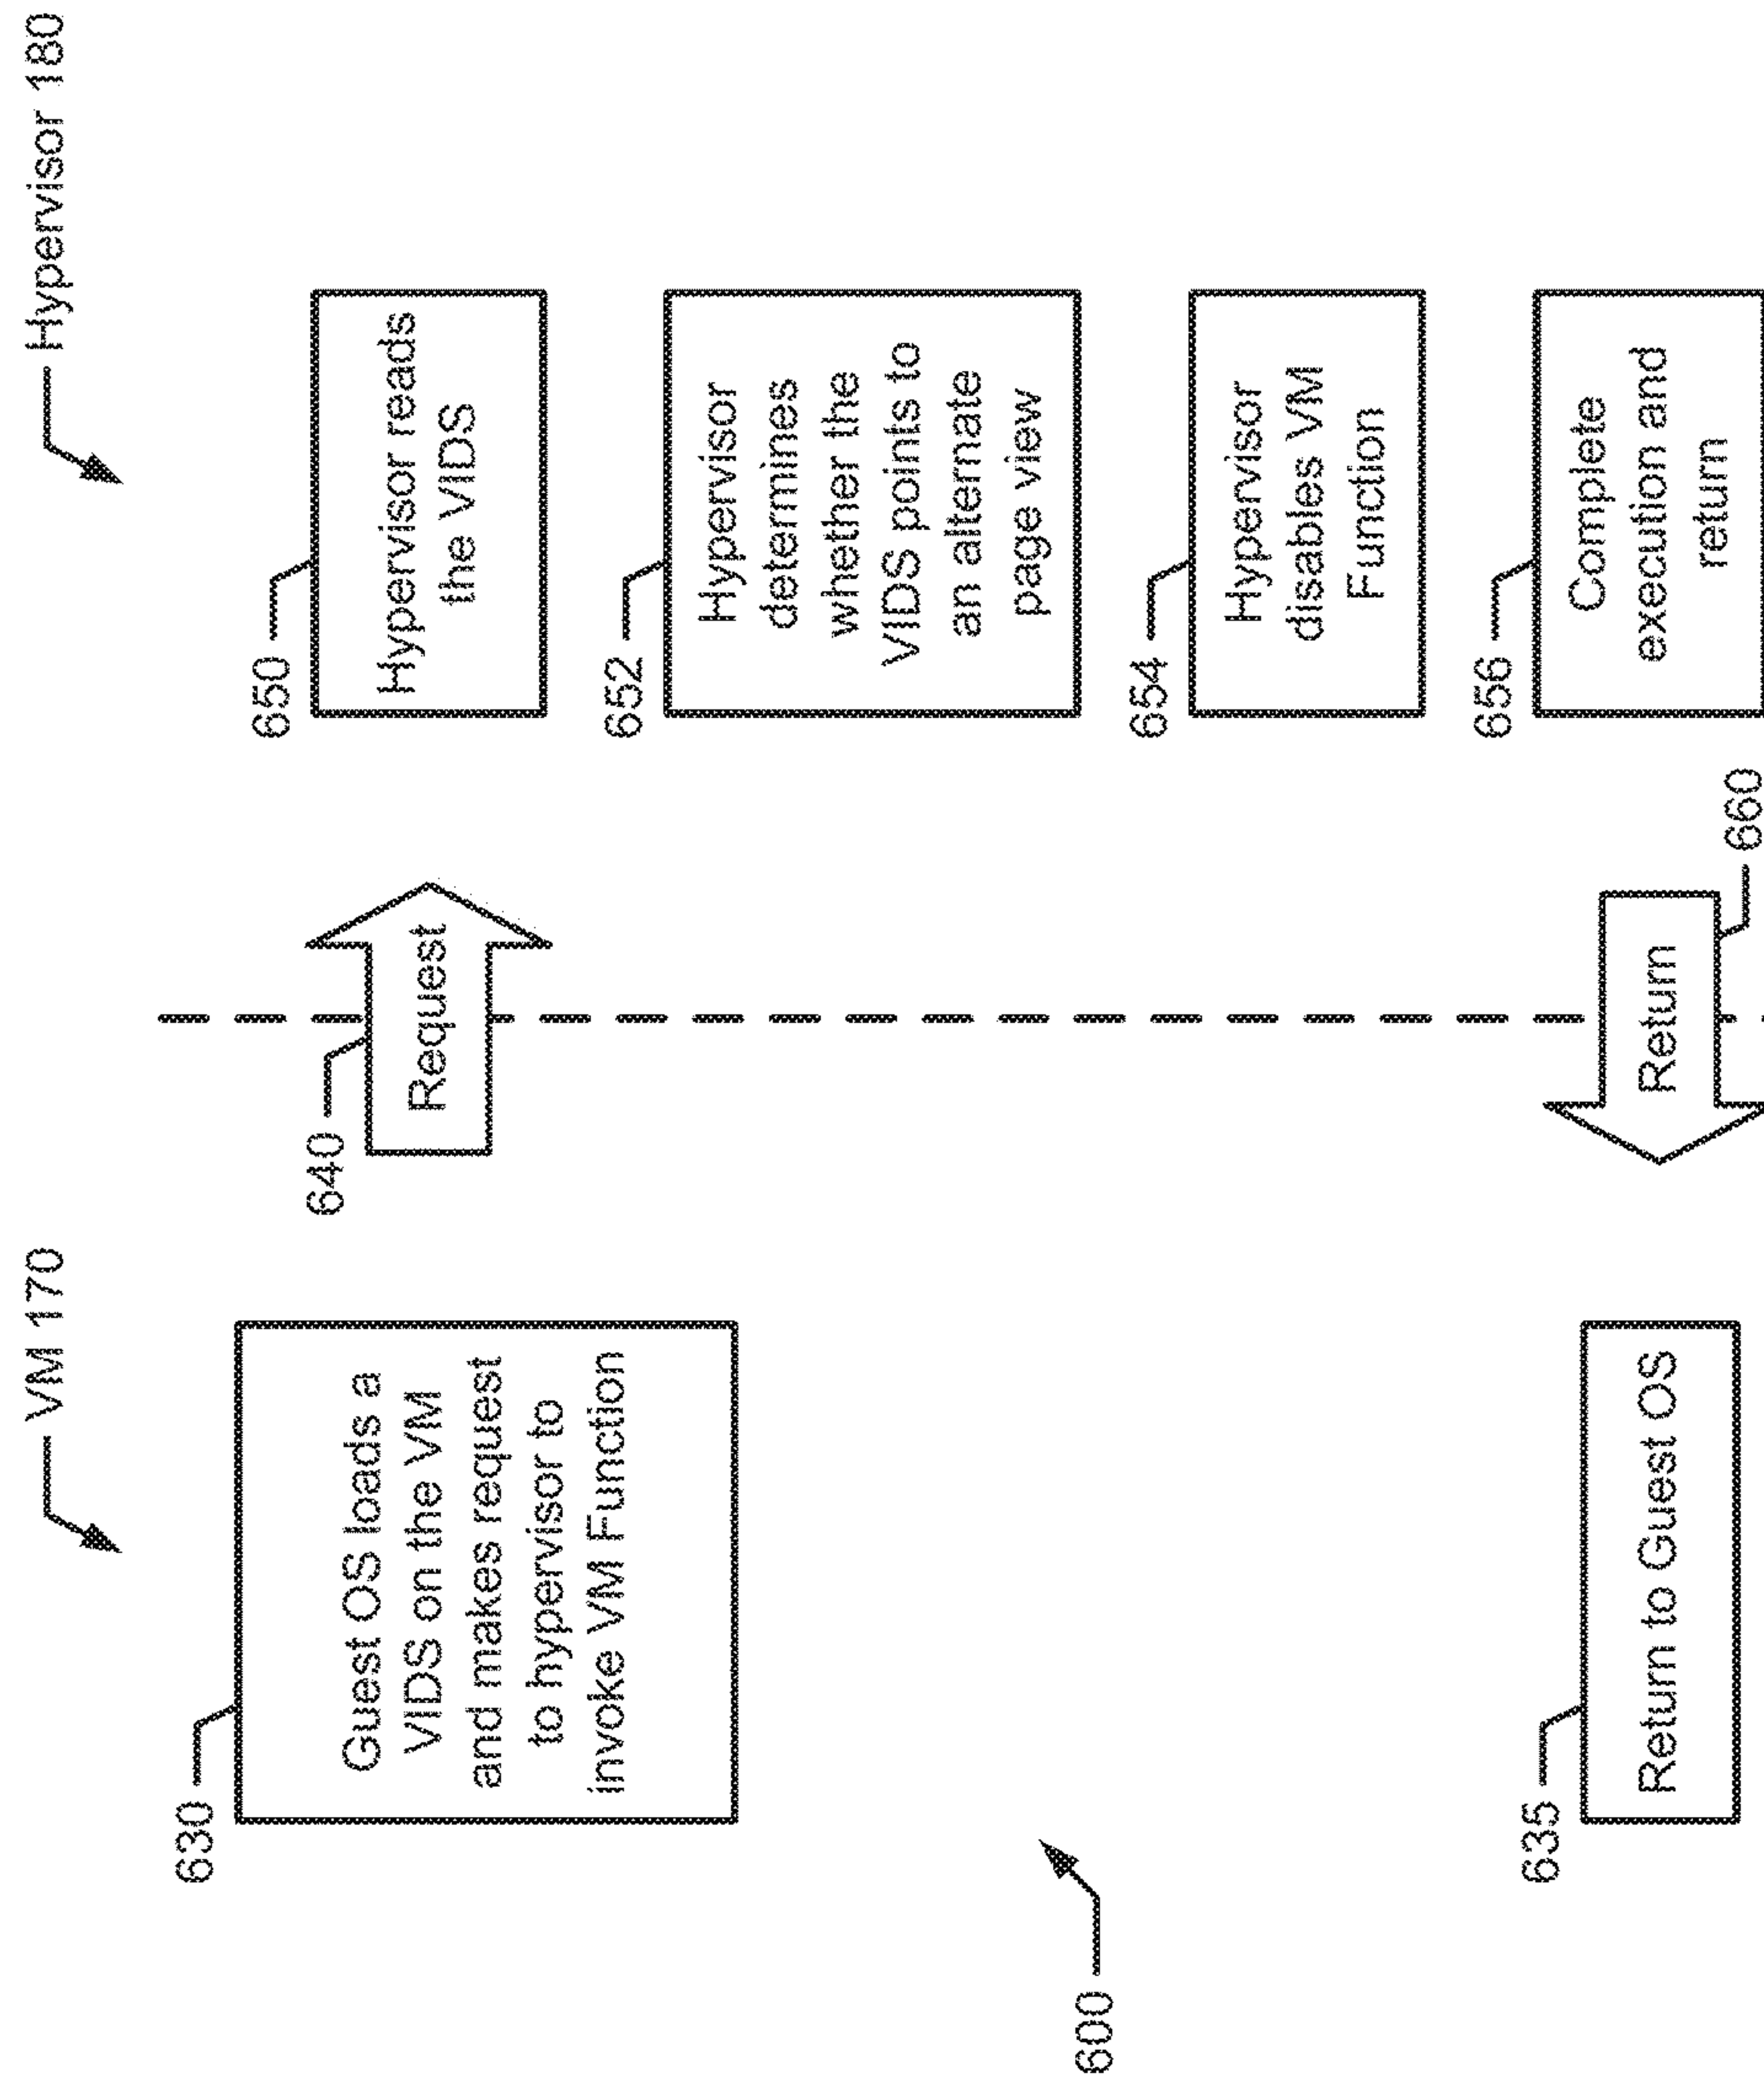 VM 170
Hypervisor 180
630
Guest OS loads a
VIDS on the VM
and makes request
to hypervisor to
invoke VM Function
640
Request
650
Hypervisor reads
the VIDS
652
Hypervisor
determines
whether the
VIDS points to
an alternate
page view
654
Hypervisor
disables VM
Function
656
Complete
execution and
return
600
660
Return
635
Return to Guest OS